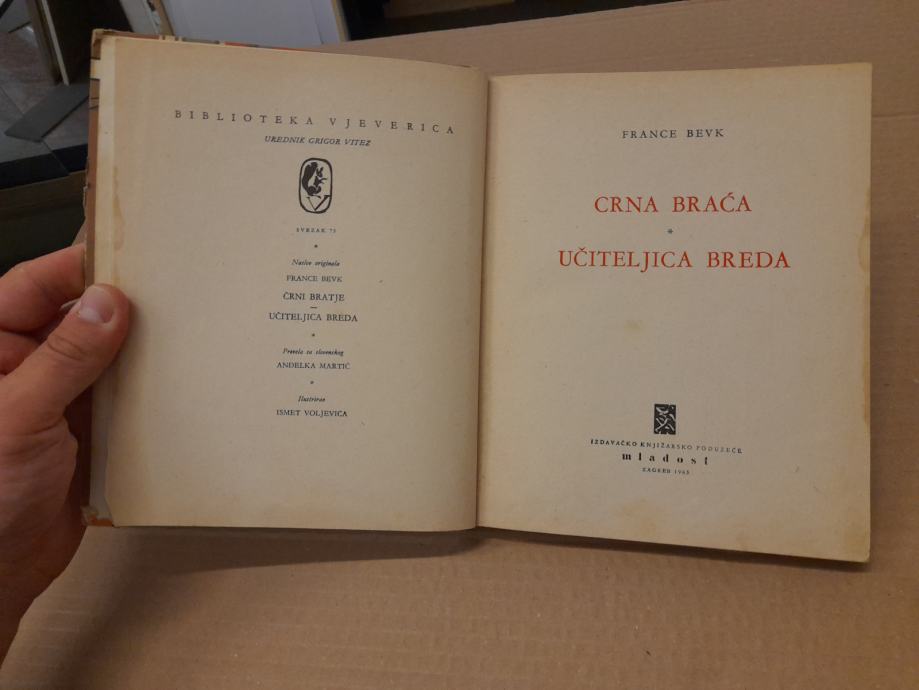 BIBLIOTEKA VJEVERICA
UREDNIK GRIGOR VITEZ
SVEZAK 73
*
Naslov originala
FRANCE BEVK
ČRNI BRATJE
—
UČITELJICA BREDA
*
Prevela sa slovenskog
ANĐELKA MARTIĆ
*
Ilustrirao
ISMET VOLJEVICA
FRANCE BEVK
CRNA BRAĆA
*
UČITELJICA BREDA
IZDAVAČKO KNJIŽARSKO PODUZEĆE
mladost
ZAGREB 1963